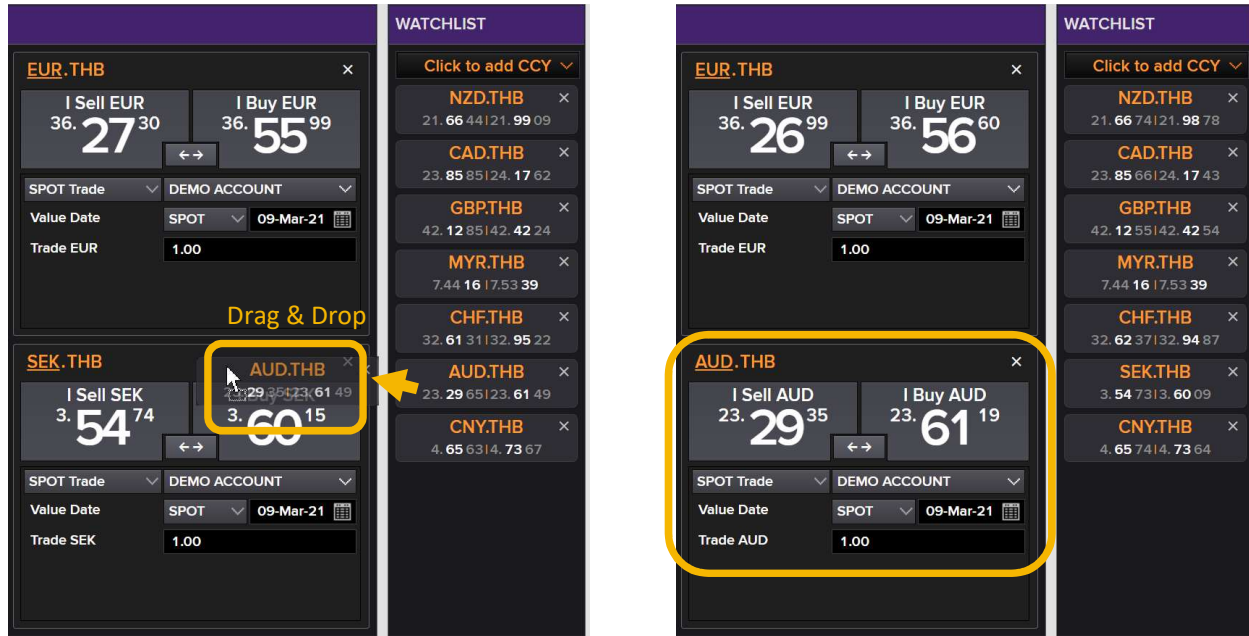 WATCHLIST
EUR.THB
I Sell EUR
36. 27 30
I Buy EUR
36. 55 99
SPOT Trade
DEMO ACCOUNT
Value Date
SPOT
09-Mar-21
Trade EUR
1.00
Drag & Drop
SEK.THB
I Sell SEK
3. 54 74
Buy SEK
3. 60 15
AUD.THB
SPOT Trade
DEMO ACCOUNT
Value Date
SPOT
09-Mar-21
Trade SEK
1.00
Click to add CCY
NZD.THB
21. 66 44|21. 99 09
CAD.THB
23. 85 85|24. 17 62
GBP.THB
42. 12 85|42. 42 24
MYR.THB
7.44 16 |7.53 39
CHF.THB
32. 61 31|32. 95 22
AUD.THB
23. 29 65|23. 61 49
CNY.THB
4. 65 63|4. 73 67
WATCHLIST
EUR.THB
I Sell EUR
36. 26 99
I Buy EUR
36. 56 60
SPOT Trade
DEMO ACCOUNT
Value Date
SPOT
09-Mar-21
Trade EUR
1.00
AUD.THB
I Sell AUD
23. 29 35
I Buy AUD
23. 61 19
SPOT Trade
DEMO ACCOUNT
Value Date
SPOT
09-Mar-21
Trade AUD
1.00
Click to add CCY
NZD.THB
21. 66 74|21. 98 78
CAD.THB
23. 85 66|24. 17 43
GBP.THB
42. 12 55|42. 42 54
MYR.THB
7.44 16 |7.53 39
CHF.THB
32. 62 37|32. 94 87
SEK.THB
3. 54 73|3. 60 09
CNY.THB
4. 65 74|4. 73 64